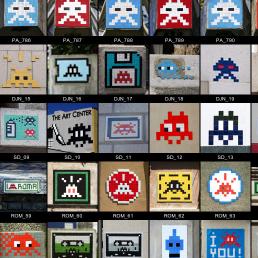 PA_786 PA_787 PA_788 PA_789 PA_790
DJN_15 DJN_16 DJN_17 DJN_18 DJN_19
THE ART CENTER
SD_09 SD_10 SD_11 SD_12 SD_13
ROMA
ROM_59 ROM_60 ROM_61 ROM_62 ROM_63
i
YOU!